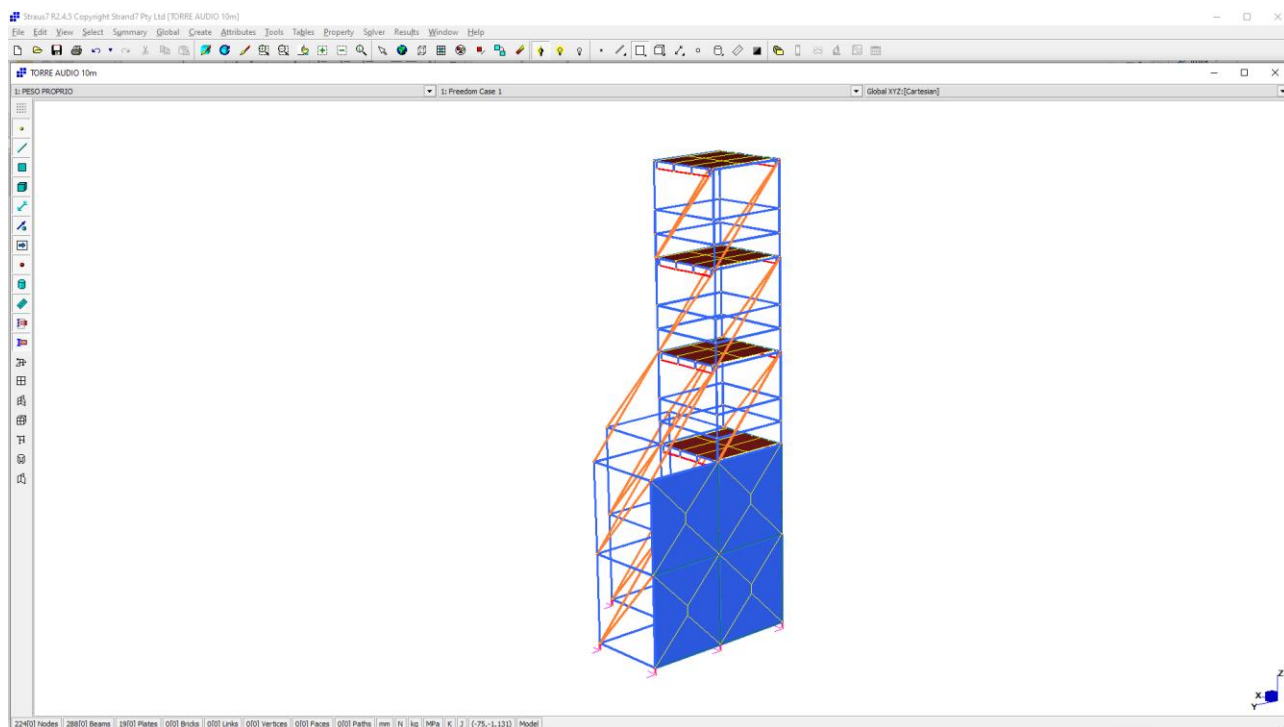 Straus7 R2.4.5 Copyright Strand7 Pty Ltd [TORRE AUDIO 10m]
File Edit View Select Summary Global Create Attributes Tools Tables Property Solver Results Window Help
TORRE AUDIO 10m
1: PESO PROPRIO 1: Freedom Case 1 Global XYZ:[Cartesian]
Z
X
Y
224[0] Nodes 288[0] Beams 19[0] Plates 0[0] Bricks 0[0] Links 0[0] Vertices 0[0] Faces 0[0] Paths mm N kg MPa K J (-75,-1,131) Model